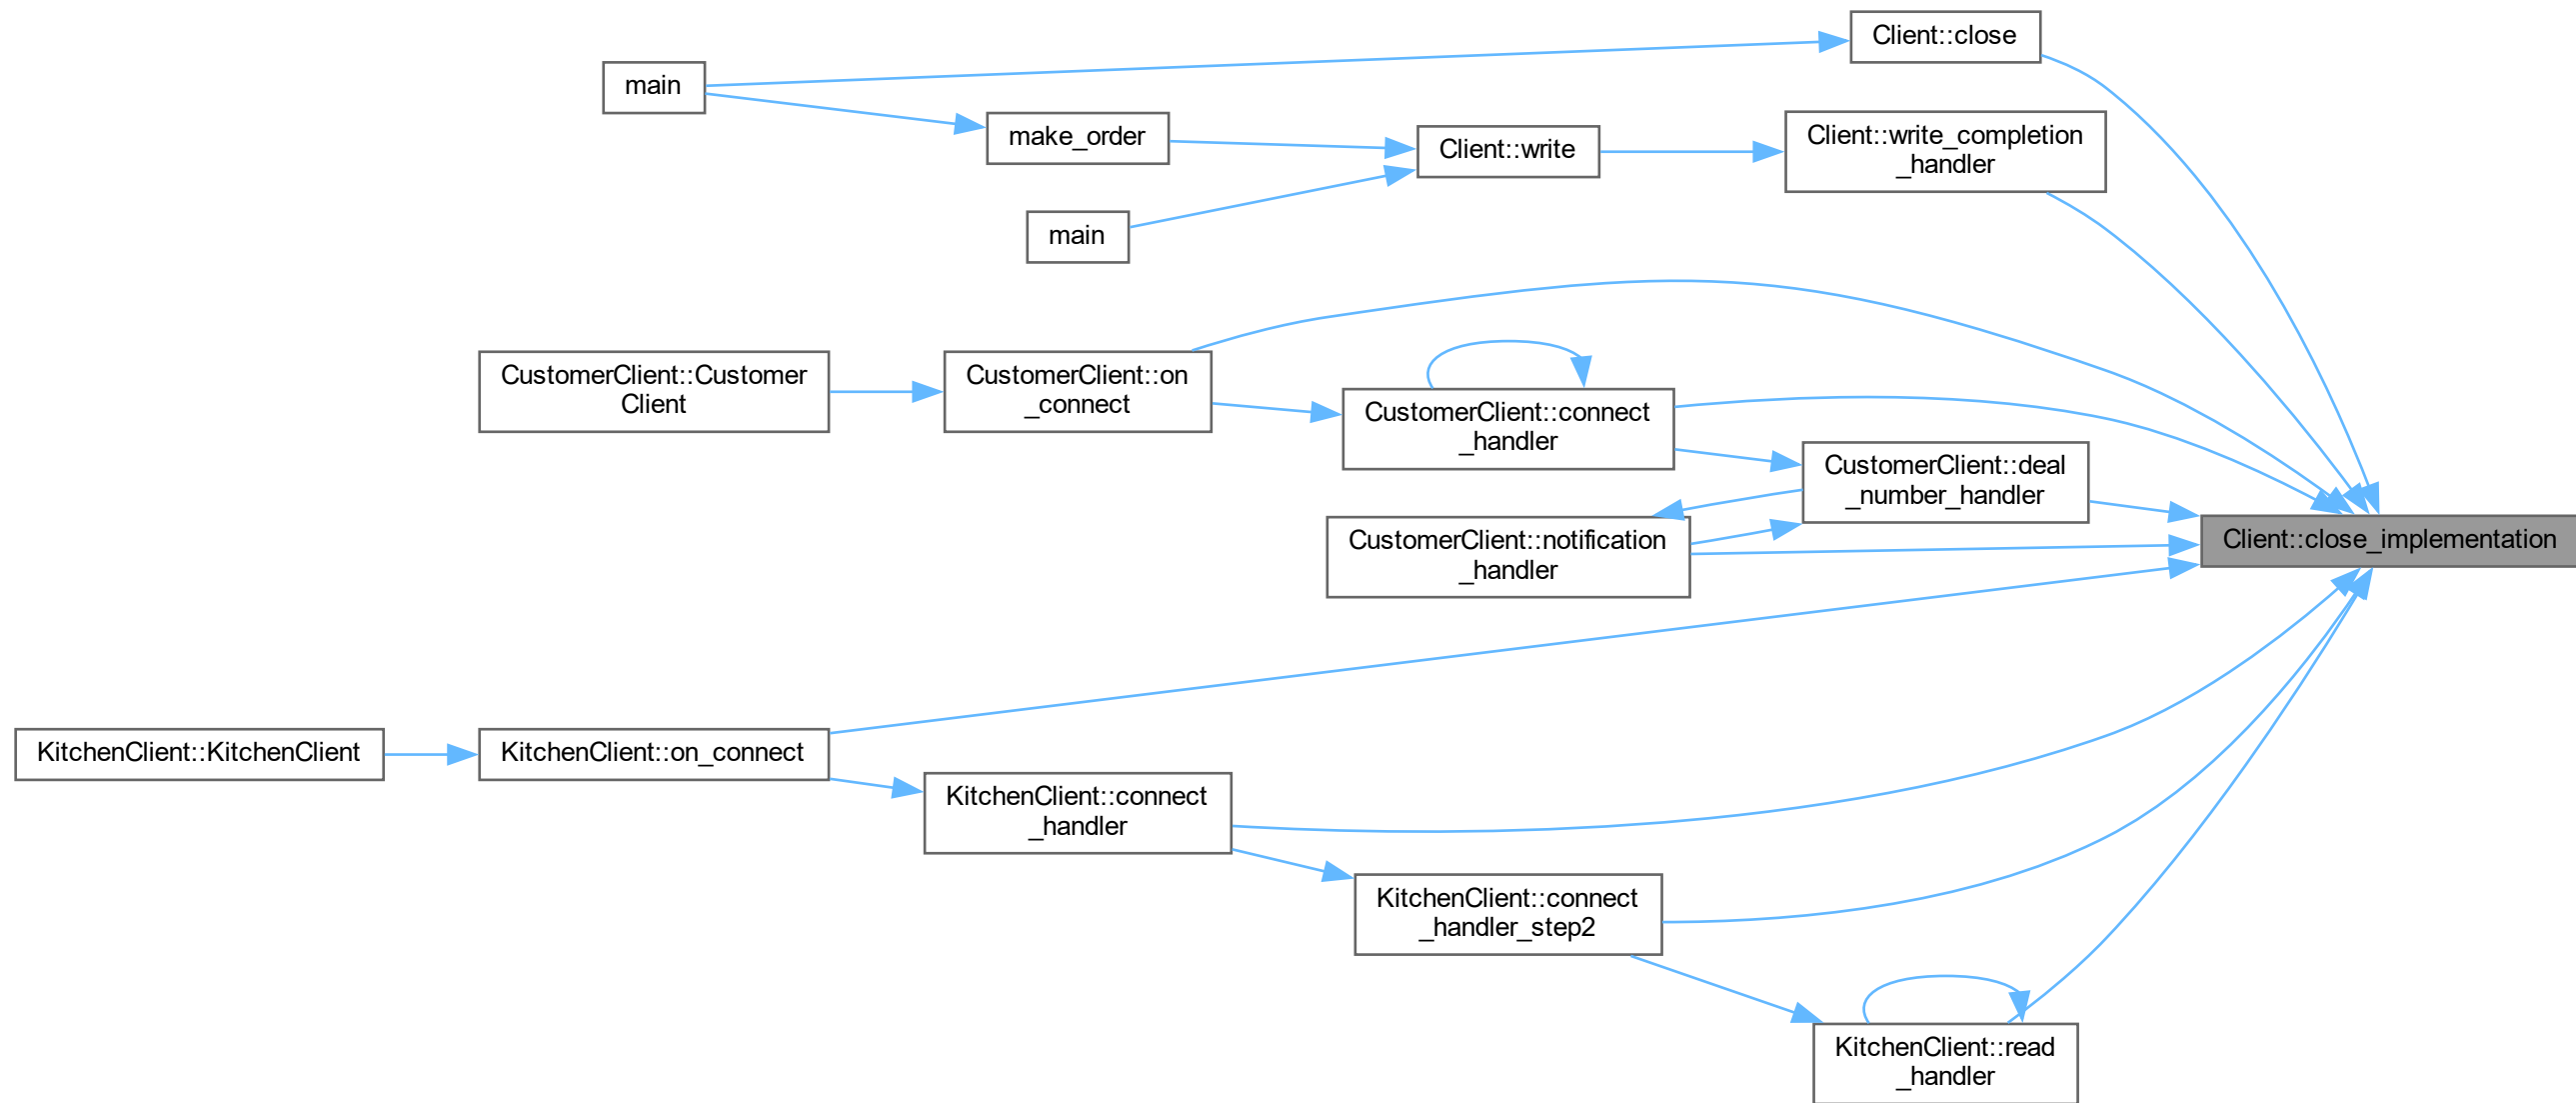 Client::close
main
make_order
Client::write
Client::write_completion
_handler
main
CustomerClient::Customer
Client
CustomerClient::on
_connect
CustomerClient::connect
_handler
CustomerClient::deal
_number_handler
CustomerClient::notification
_handler
Client::close_implementation
KitchenClient::KitchenClient
KitchenClient::on_connect
KitchenClient::connect
_handler
KitchenClient::connect
_handler_step2
KitchenClient::read
_handler